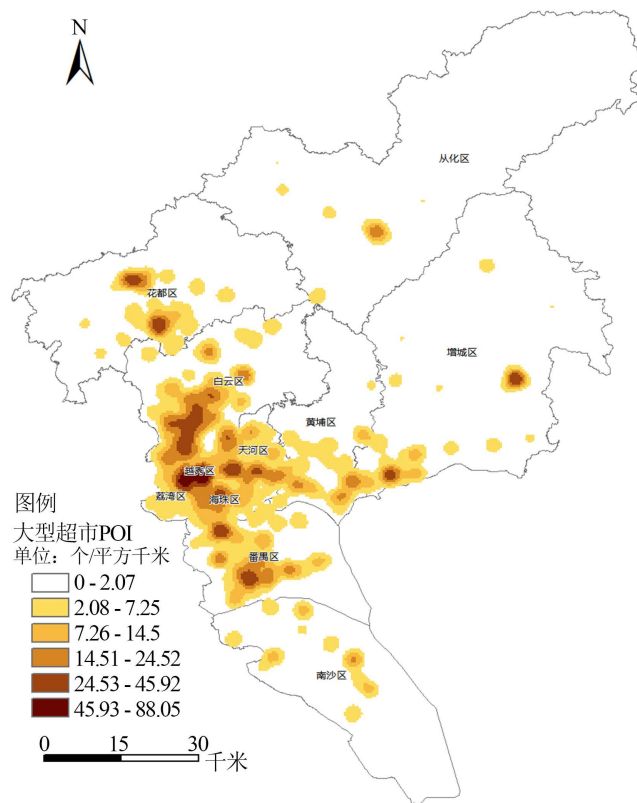 N
从化区
花都区
增城区
白云区
黄埔区
天河区
越秀区
荔湾区
海珠区
番禺区
南沙区
图例
大型超市POI
单位：个/平方千米
0 - 2.07
2.08 - 7.25
7.26 - 14.5
14.51 - 24.52
24.53 - 45.92
45.93 - 88.05
0 15 30
千米